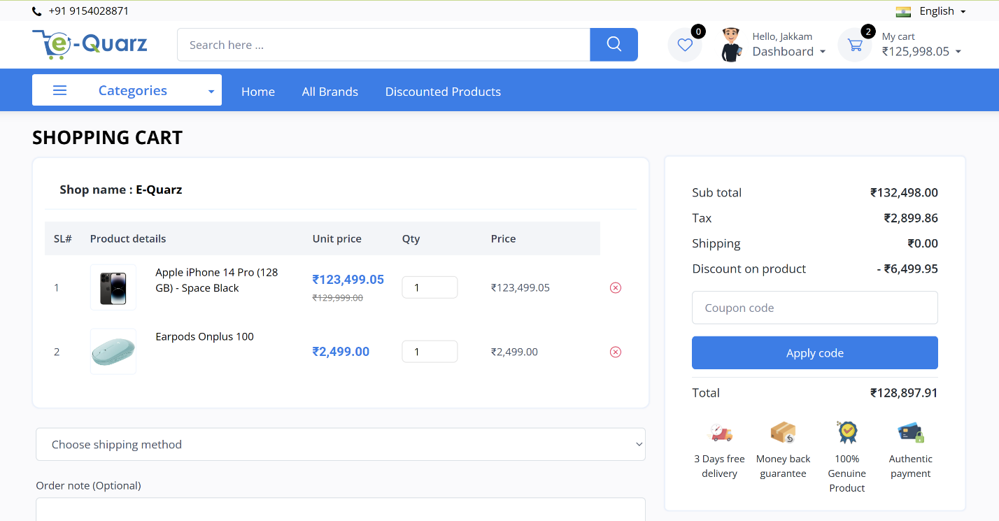 +91 9154028871
English
e-Quarz
Search here ...
0
Hello, Jakkam
Dashboard
2
My cart
₹125,998.05
Categories
Home
All Brands
Discounted Products
SHOPPING CART
Shop name : E-Quarz
SL# Product details Unit price Qty Price
1
Apple iPhone 14 Pro (128
GB) - Space Black
₹123,499.05
₹129,999.00
1
₹123,499.05
2
Earpods Onplus 100
₹2,499.00
1
₹2,499.00
Choose shipping method
Order note (Optional)
Sub total ₹132,498.00
Tax ₹2,899.86
Shipping ₹0.00
Discount on product - ₹6,499.95
Coupon code
Apply code
Total ₹128,897.91
3 Days free
delivery
Money back
guarantee
100%
Genuine
Product
Authentic
payment